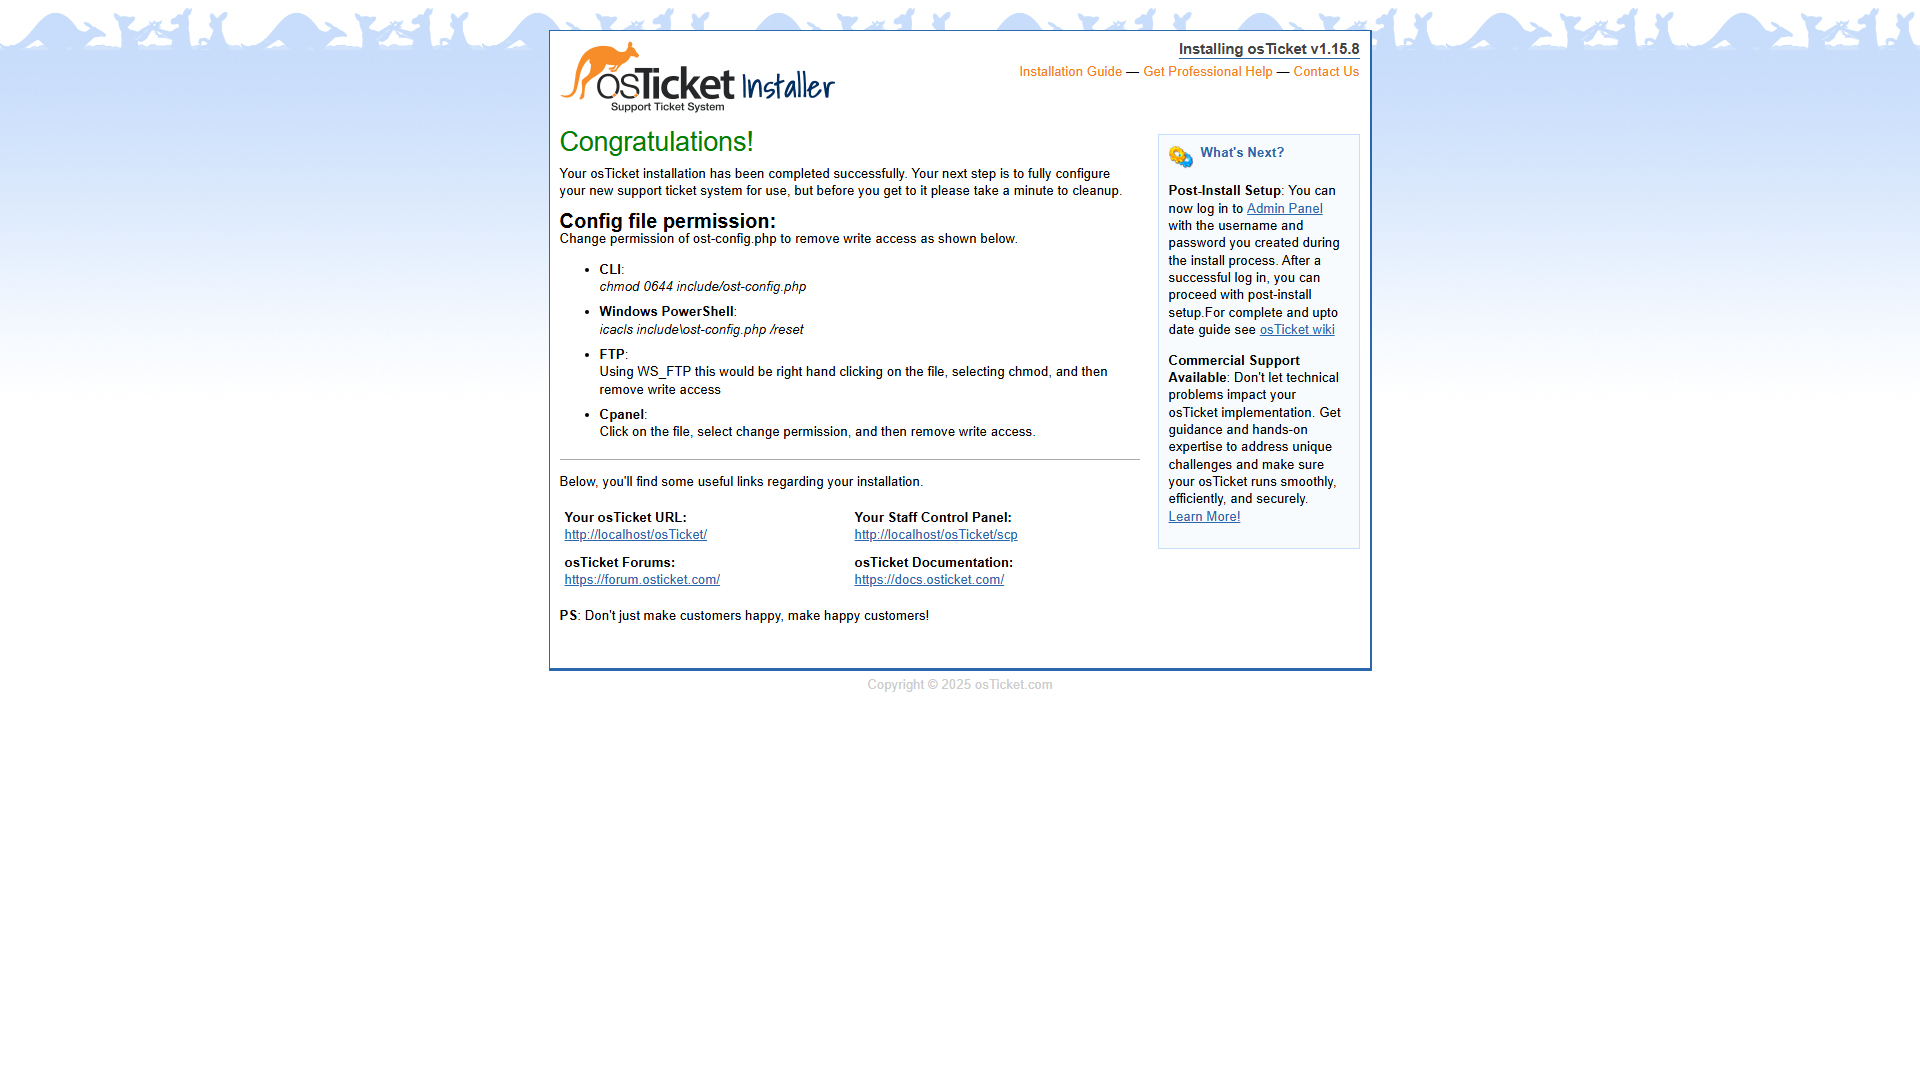 osTicket Installer
Support Ticket System
Installing osTicket v1.15.8
Installation Guide — Get Professional Help — Contact Us
Congratulations!
Your osTicket installation has been completed successfully. Your next step is to fully configure
your new support ticket system for use, but before you get to it please take a minute to cleanup.
Config file permission:
Change permission of ost-config.php to remove write access as shown below.
• CLI:
chmod 0644 include/ost-config.php
• Windows PowerShell:
icacls include\ost-config.php /reset
• FTP:
Using WS_FTP this would be right hand clicking on the file, selecting chmod, and then
remove write access
• Cpanel:
Click on the file, select change permission, and then remove write access.
Below, you'll find some useful links regarding your installation.
Your osTicket URL:
http://localhost/osTicket/
Your Staff Control Panel:
http://localhost/osTicket/scp
osTicket Forums:
https://forum.osticket.com/
osTicket Documentation:
https://docs.osticket.com/
PS: Don't just make customers happy, make happy customers!
What's Next?
Post-Install Setup: You can
now log in to Admin Panel
with the username and
password you created during
the install process. After a
successful log in, you can
proceed with post-install
setup.For complete and upto
date guide see osTicket wiki
Commercial Support
Available: Don't let technical
problems impact your
osTicket implementation. Get
guidance and hands-on
expertise to address unique
challenges and make sure
your osTicket runs smoothly,
efficiently, and securely.
Learn More!
Copyright © 2025 osTicket.com